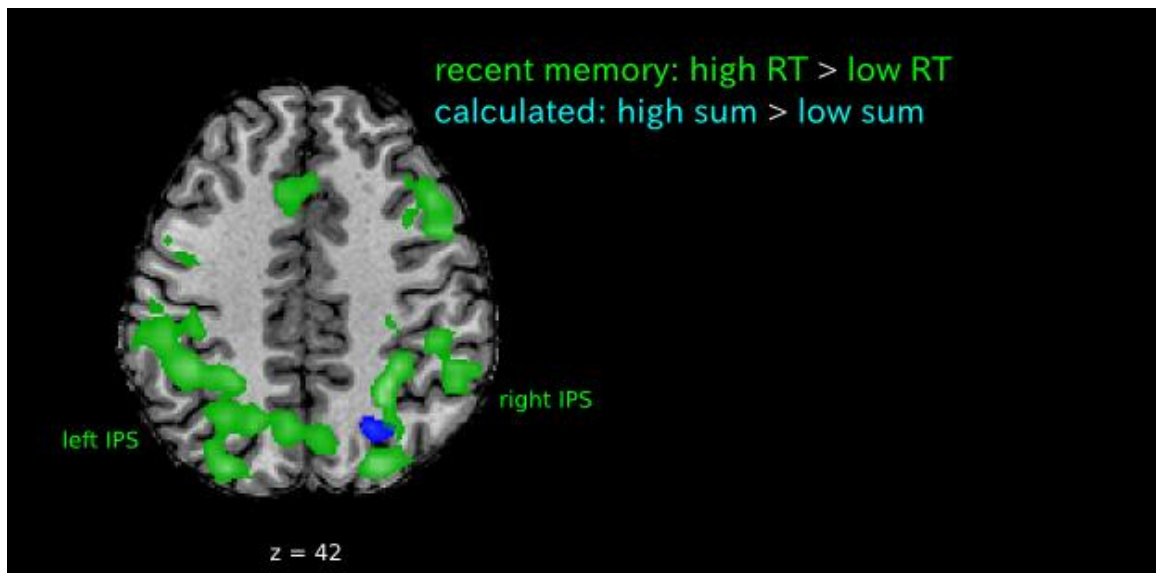 recent memory: high RT > low RT
calculated: high sum > low sum
right IPS
left IPS
z = 42